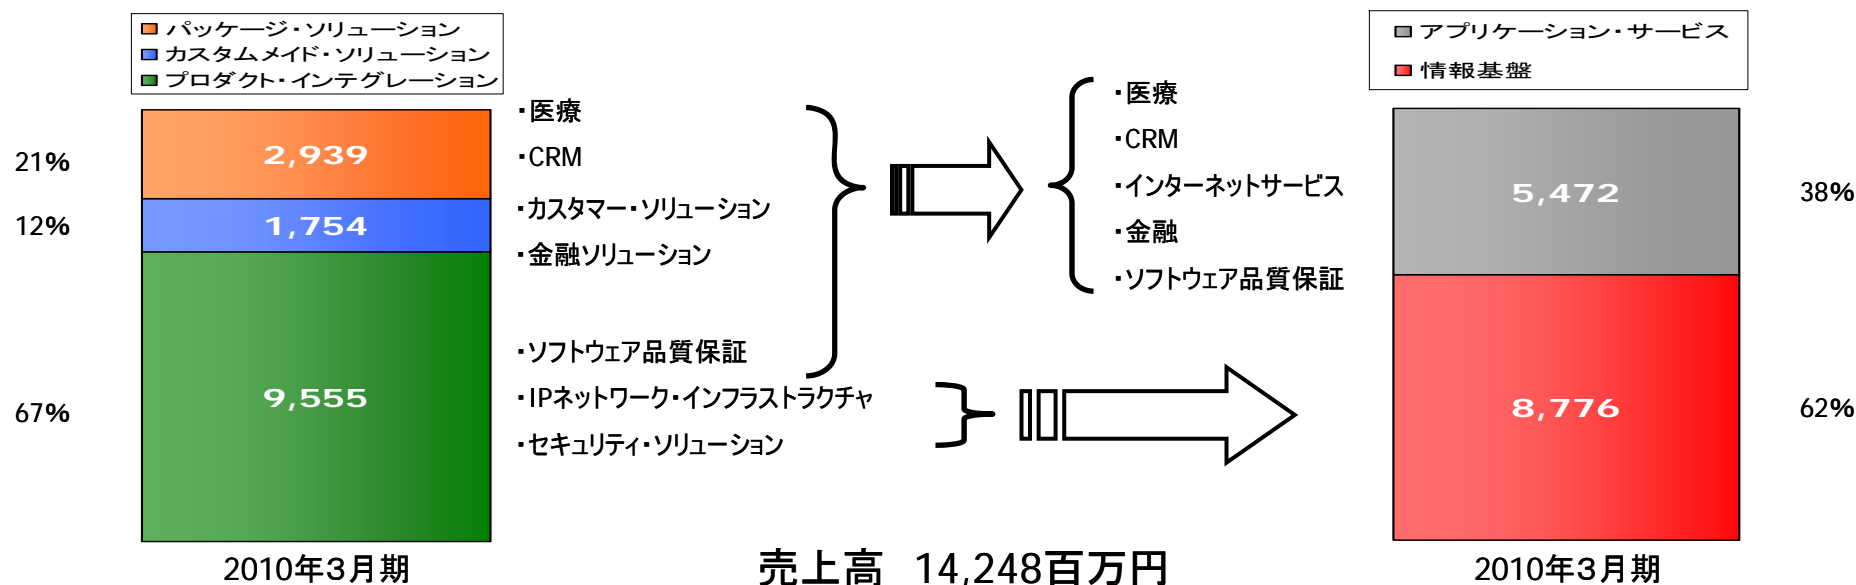 パッケージ・ソリューション
カスタムメイド・ソリューション
プロダクト・インテグレーション
21%
12%
67%
2,939
1,754
9,555
2010年3月期
・医療
・CRM
・カスタマー・ソリューション
・金融ソリューション
・ソフトウェア品質保証
・IPネットワーク・インフラストラクチャ
・セキュリティ・ソリューション
・医療
・CRM
・インターネットサービス
・金融
・ソフトウェア品質保証
アプリケーション・サービス
情報基盤
5,472
8,776
38%
62%
2010年3月期
売上高 14,248百万円